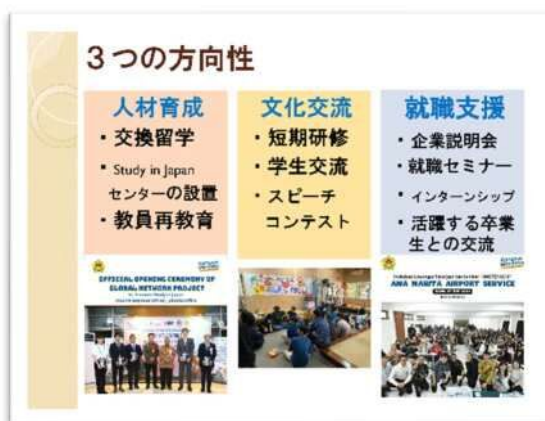 ３つの方向性
人材育成
・交換留学
・Study in Japan
センターの設置
・教員再教育
文化交流
・短期研修
・学生交流
・スピーチ
コンテスト
就職支援
・企業説明会
・就職セミナー
・インターンシップ
・活躍する卒業
生との交流
OFFICIAL OPENING CEREMONY OF
GLOBAL NETWORK PROJECT
ANA NARITA AIRPORT SERVICE